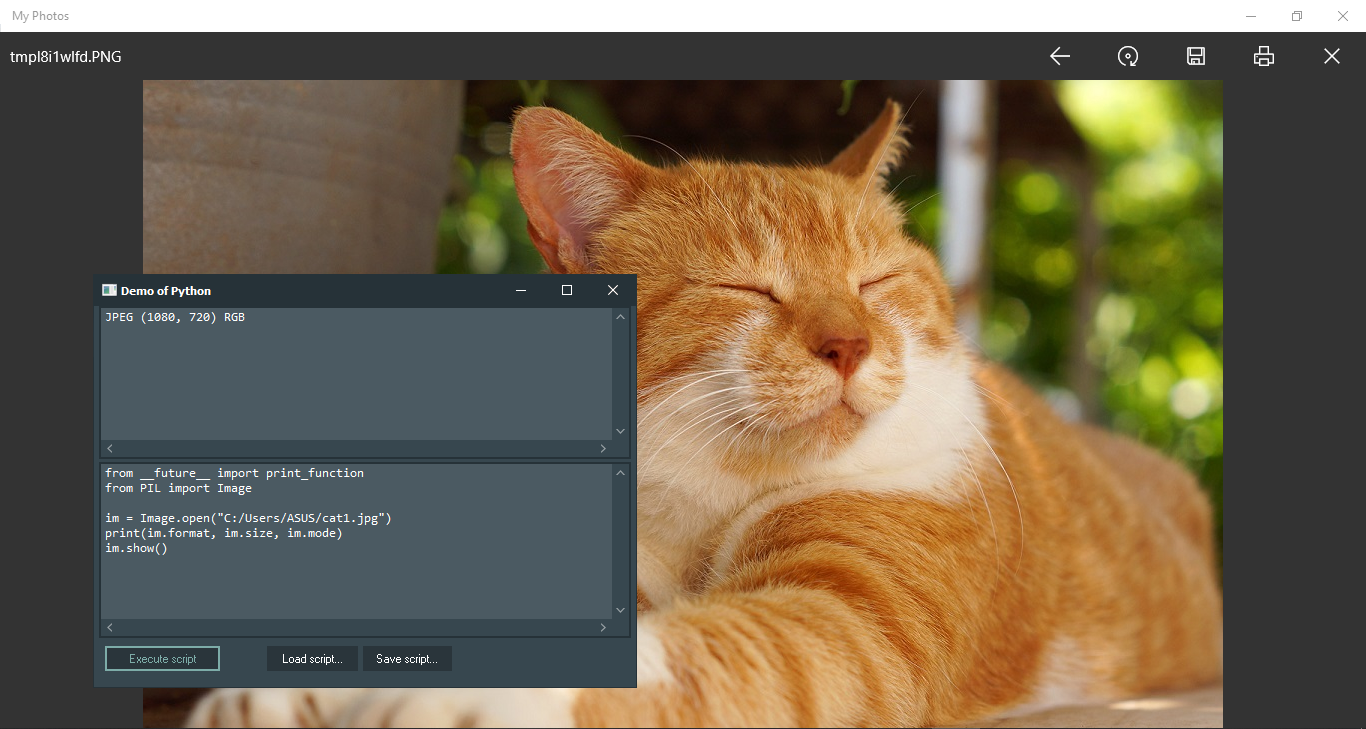 My Photos
tmpl8i1wlfd.PNG
Demo of Python
JPEG (1080, 720) RGB
from __future__ import print_function
from PIL import Image
im = Image.open("C:/Users/ASUS/cat1.jpg")
print(im.format, im.size, im.mode)
im.show()
Execute script
Load script...
Save script...